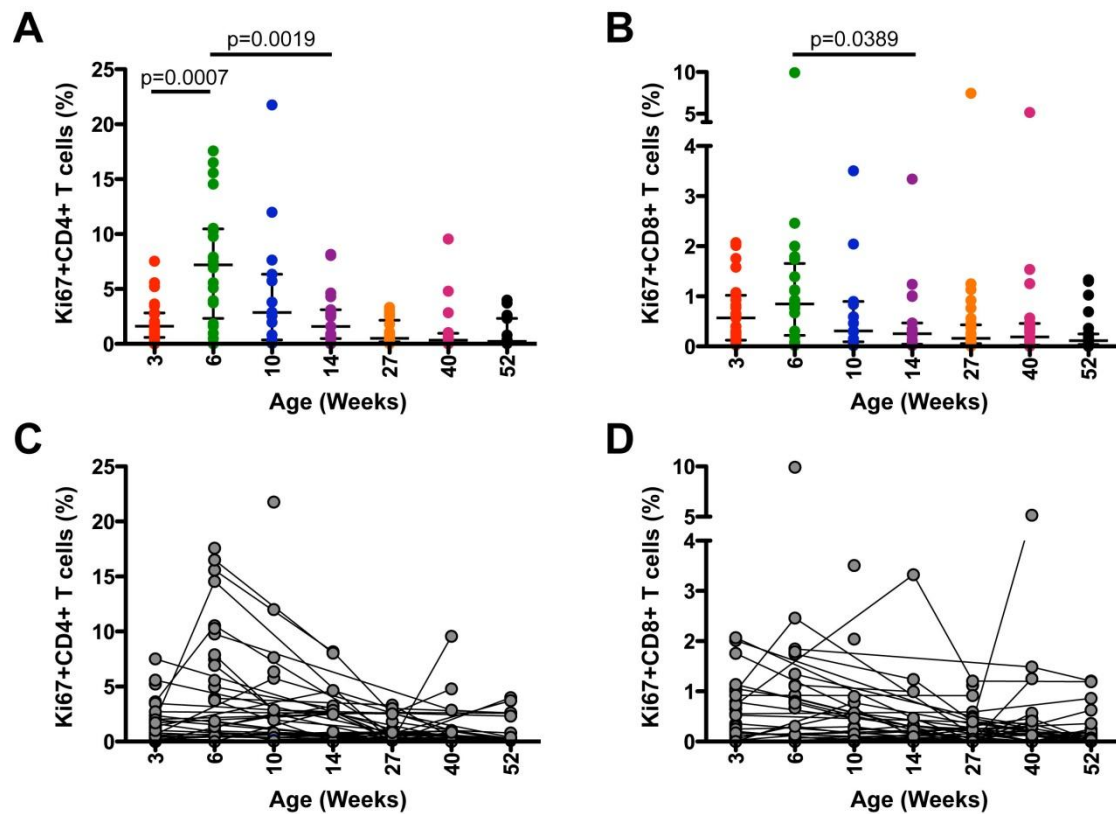 A
p=0.0019
p=0.0007
Ki67+CD4+ T cells (%)
25
20
15
10
5
0
3 6 10 14 27 40 52
Age (Weeks)
B
p=0.0389
Ki67+CD8+ T cells (%)
10
5
4
3
2
1
0
3 6 10 14 27 40 52
Age (Weeks)
C
Ki67+CD4+ T cells (%)
25
20
15
10
5
0
3 6 10 14 27 40 52
Age (Weeks)
D
Ki67+CD8+ T cells (%)
10
5
4
3
2
1
0
3 6 10 14 27 40 52
Age (Weeks)